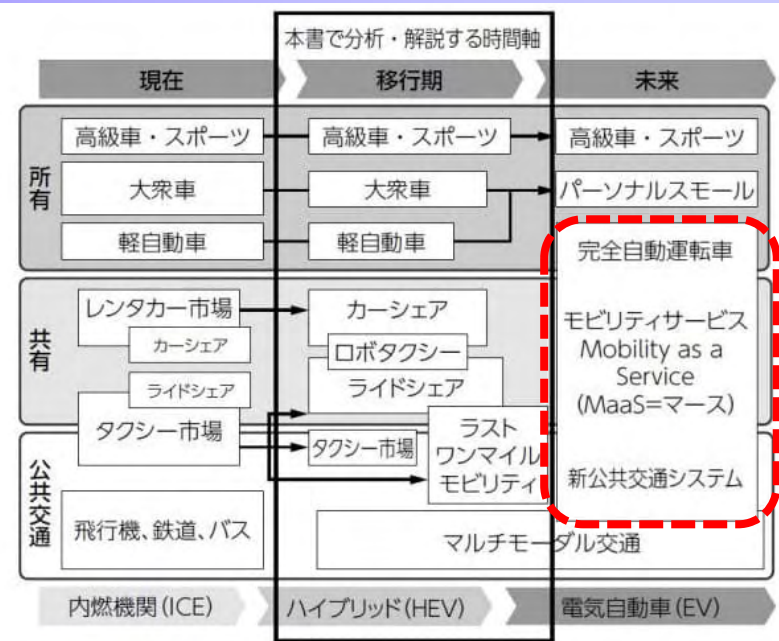 本書で分析・解説する時間軸
現在
移行期
未来
所有
高級車・スポーツ
高級車・スポーツ
高級車・スポーツ
大衆車
大衆車
パーソナルスモール
軽自動車
軽自動車
完全自動運転車
共有
レンタカー市場
カーシェア
カーシェア
ロボタクシー
ライドシェア
ライドシェア
モビリティサービス
Mobility as a
Service
(MaaS=マース)
公共交通
タクシー市場
タクシー市場
ラスト
ワンマイル
モビリティ
新公共交通システム
飛行機、鉄道、バス
マルチモーダル交通
内燃機関(ICE)
ハイブリッド(HEV)
電気自動車(EV)